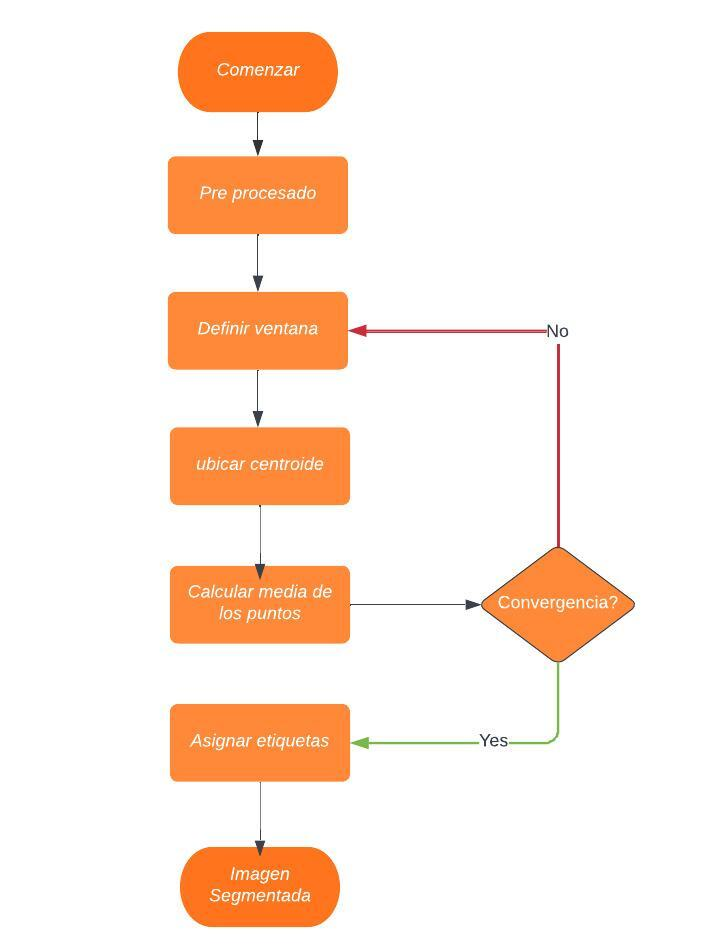 Comenzar
Pre procesado
Definir ventana
No
ubicar centroide
Calcular media de
los puntos
Convergencia?
Asignar etiquetas
Yes
Imagen
Segmentada